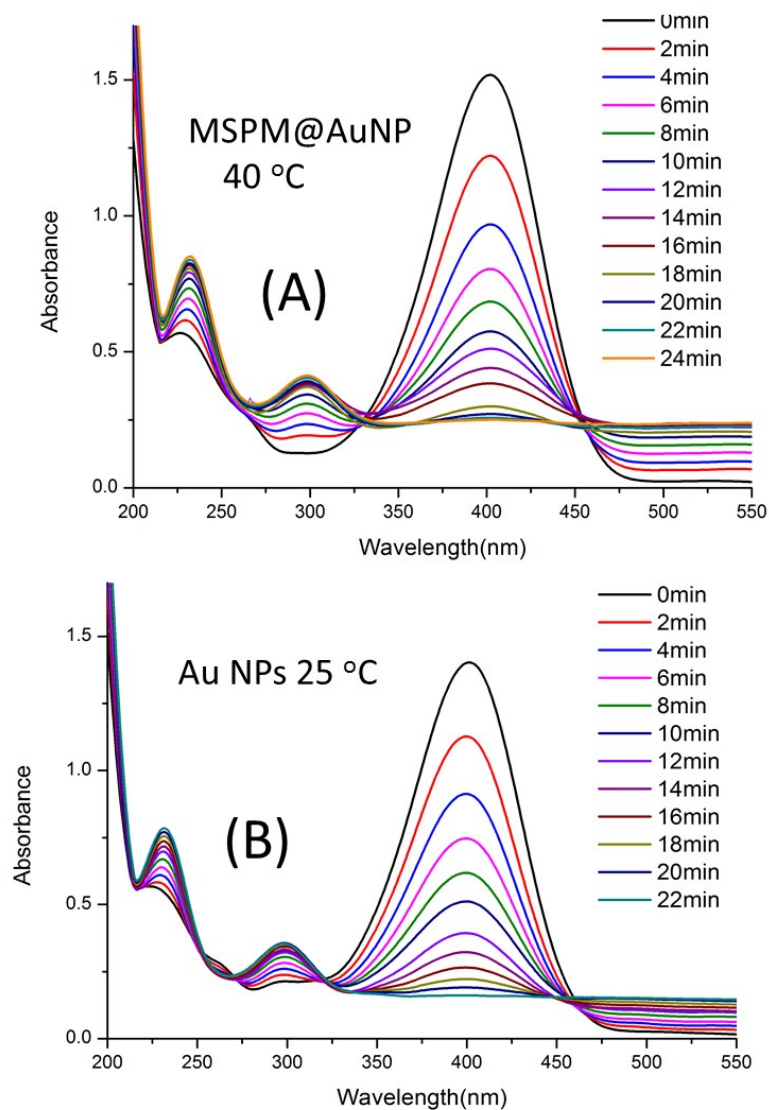 0min
2min
1.5
4min
6min
MSPM@AuNP
8min
40 °C
10min
12min
1.0
14min
16min
18min
(A)
20min
22min
0.5
24min
0.0
200 250 300 350 400 450 500 550
Wavelength(nm)
Absorbance
0min
1.5
2min
4min
Au NPs 25 °C
6min
8min
10min
1.0
12min
14min
(B)
16min
18min
20min
0.5
22min
0.0
200 250 300 350 400 450 500 550
Wavelength(nm)
Absorbance